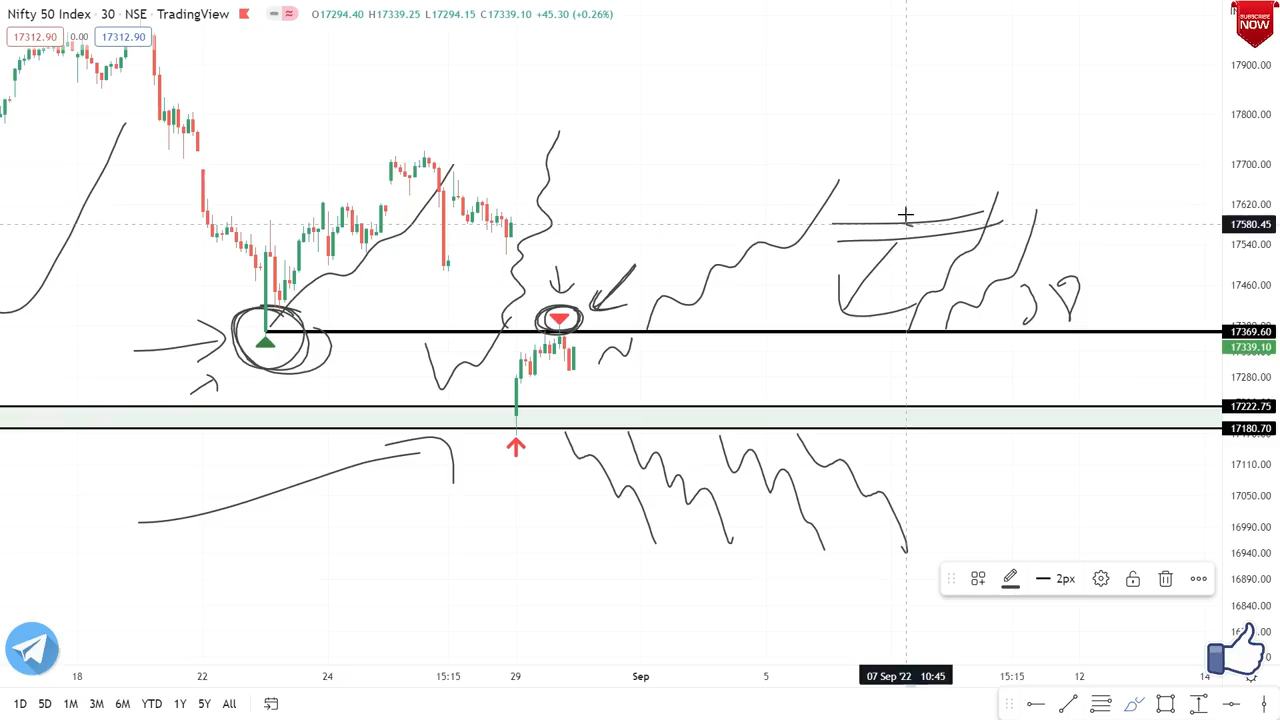 Nifty 50 Index · 30 · NSE · TradingView O17294.40 H17339.25 L17294.15 C17339.10 +45.30 (+0.26%)
17312.90 0.00 17312.90
SUBSCRIBE
NOW
17900.00
17800.00
17700.00
17620.00
17580.45
17540.00
17460.00
17369.60
17339.10
17280.00
17222.75
17180.70
17110.00
17050.00
16990.00
16940.00
2px
16890.00
16840.00
18 22 24 15:15 29 Sep 5 07 Sep '22 10:45 15:15 12 14
1D 5D 1M 3M 6M YTD 1Y 5Y All